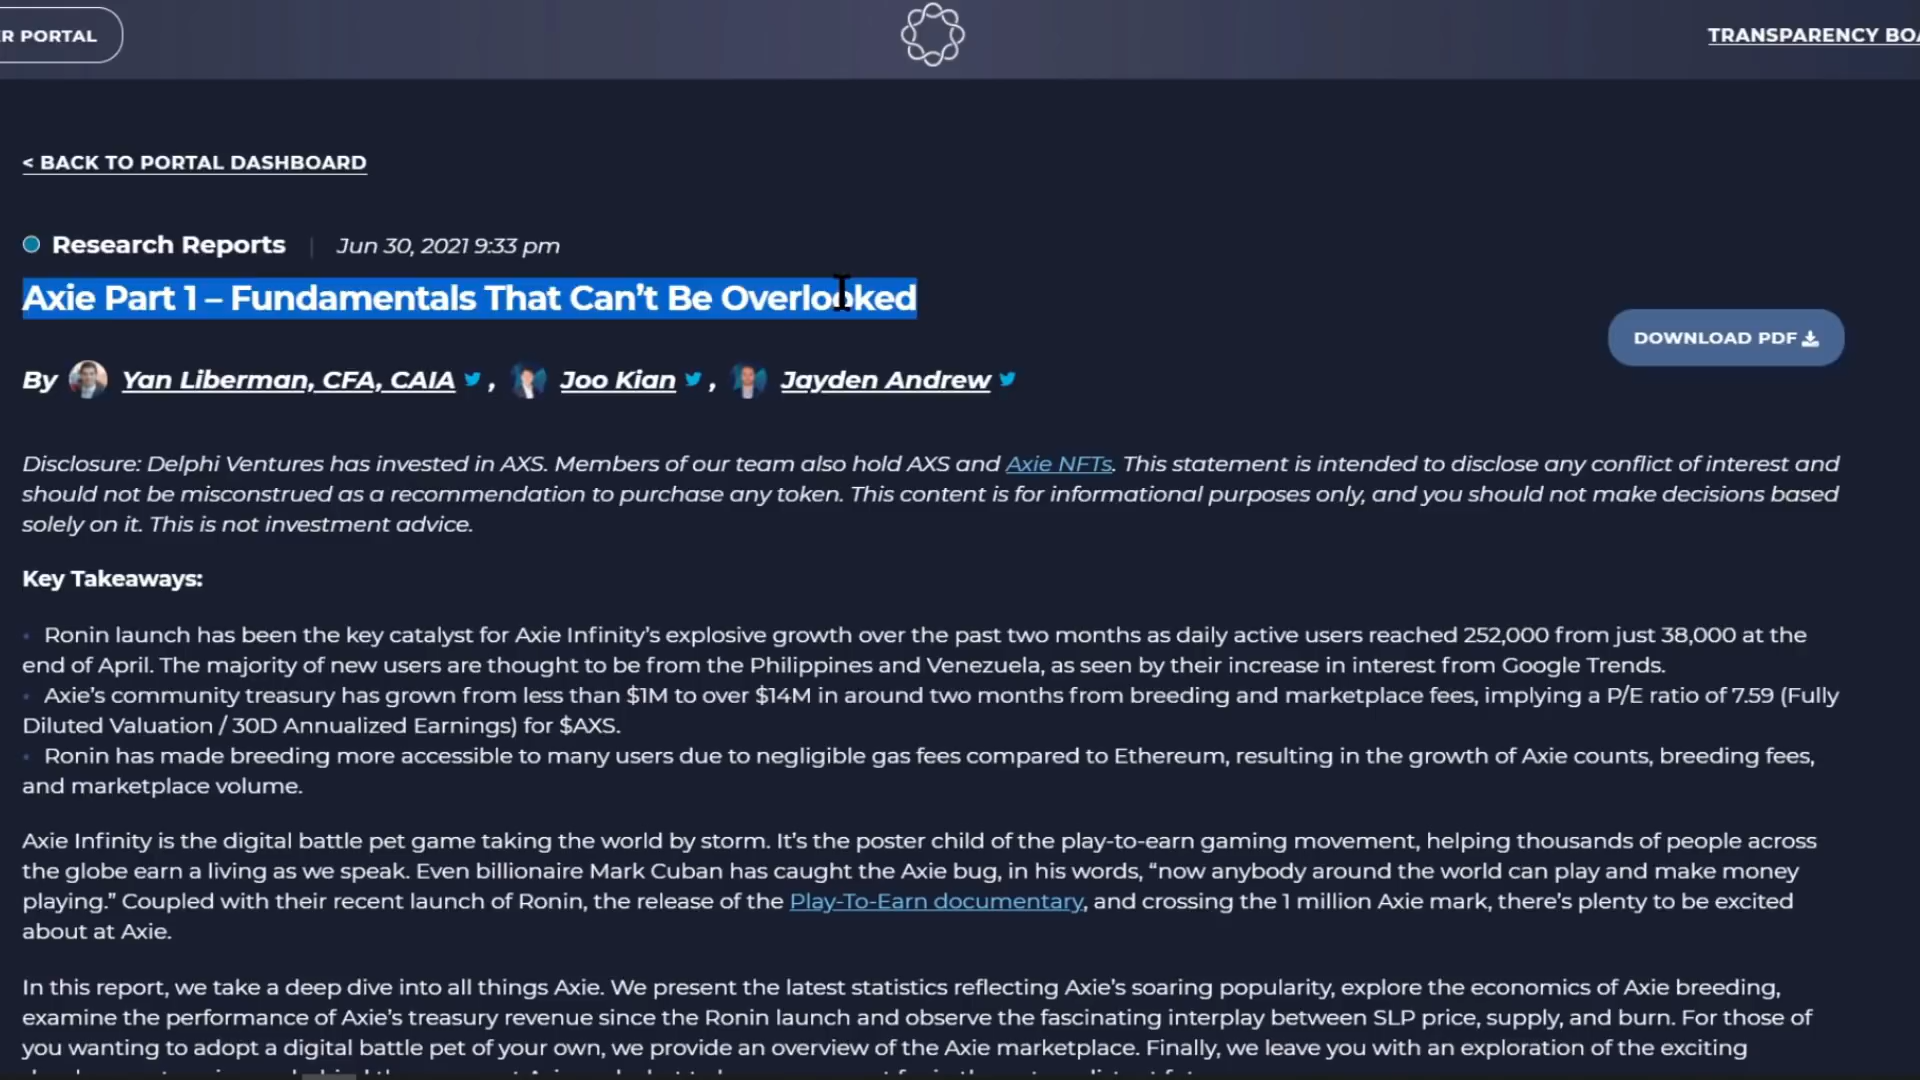 R PORTAL
TRANSPARENCY BOA
< BACK TO PORTAL DASHBOARD
Research Reports | Jun 30, 2021 9:33 pm
Axie Part 1 – Fundamentals That Can't Be Overlooked
DOWNLOAD PDF
By Yan Liberman, CFA, CAIA , Joo Kian , Jayden Andrew
Disclosure: Delphi Ventures has invested in AXS. Members of our team also hold AXS and Axie NFTs. This statement is intended to disclose any conflict of interest and
should not be misconstrued as a recommendation to purchase any token. This content is for informational purposes only, and you should not make decisions based
solely on it. This is not investment advice.
Key Takeaways:
• Ronin launch has been the key catalyst for Axie Infinity's explosive growth over the past two months as daily active users reached 252,000 from just 38,000 at the
end of April. The majority of new users are thought to be from the Philippines and Venezuela, as seen by their increase in interest from Google Trends.
• Axie's community treasury has grown from less than $1M to over $14M in around two months from breeding and marketplace fees, implying a P/E ratio of 7.59 (Fully
Diluted Valuation / 30D Annualized Earnings) for $AXS.
• Ronin has made breeding more accessible to many users due to negligible gas fees compared to Ethereum, resulting in the growth of Axie counts, breeding fees,
and marketplace volume.
Axie Infinity is the digital battle pet game taking the world by storm. It's the poster child of the play-to-earn gaming movement, helping thousands of people across
the globe earn a living as we speak. Even billionaire Mark Cuban has caught the Axie bug, in his words, “now anybody around the world can play and make money
playing.” Coupled with their recent launch of Ronin, the release of the Play-To-Earn documentary, and crossing the 1 million Axie mark, there's plenty to be excited
about at Axie.
In this report, we take a deep dive into all things Axie. We present the latest statistics reflecting Axie's soaring popularity, explore the economics of Axie breeding,
examine the performance of Axie's treasury revenue since the Ronin launch and observe the fascinating interplay between SLP price, supply, and burn. For those of
you wanting to adopt a digital battle pet of your own, we provide an overview of the Axie marketplace. Finally, we leave you with an exploration of the exciting